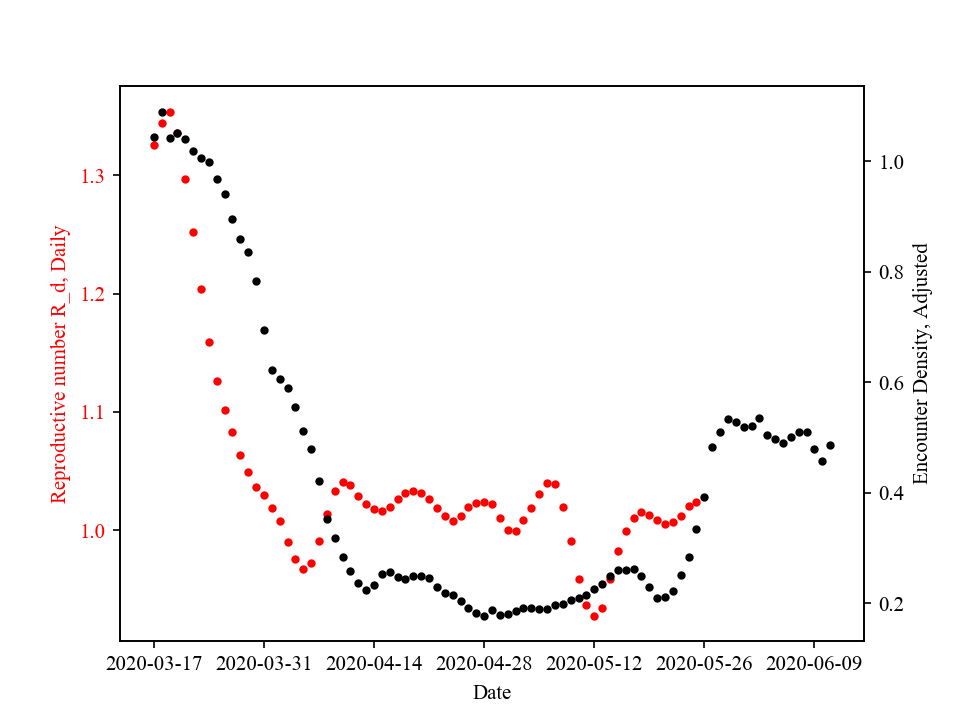 Reproductive number R_d, Daily
1.3
1.2
1.1
1.0
1.0
0.8
0.6
0.4
0.2
Encounter Density, Adjusted
2020-03-17 2020-03-31 2020-04-14 2020-04-28 2020-05-12 2020-05-26 2020-06-09
Date